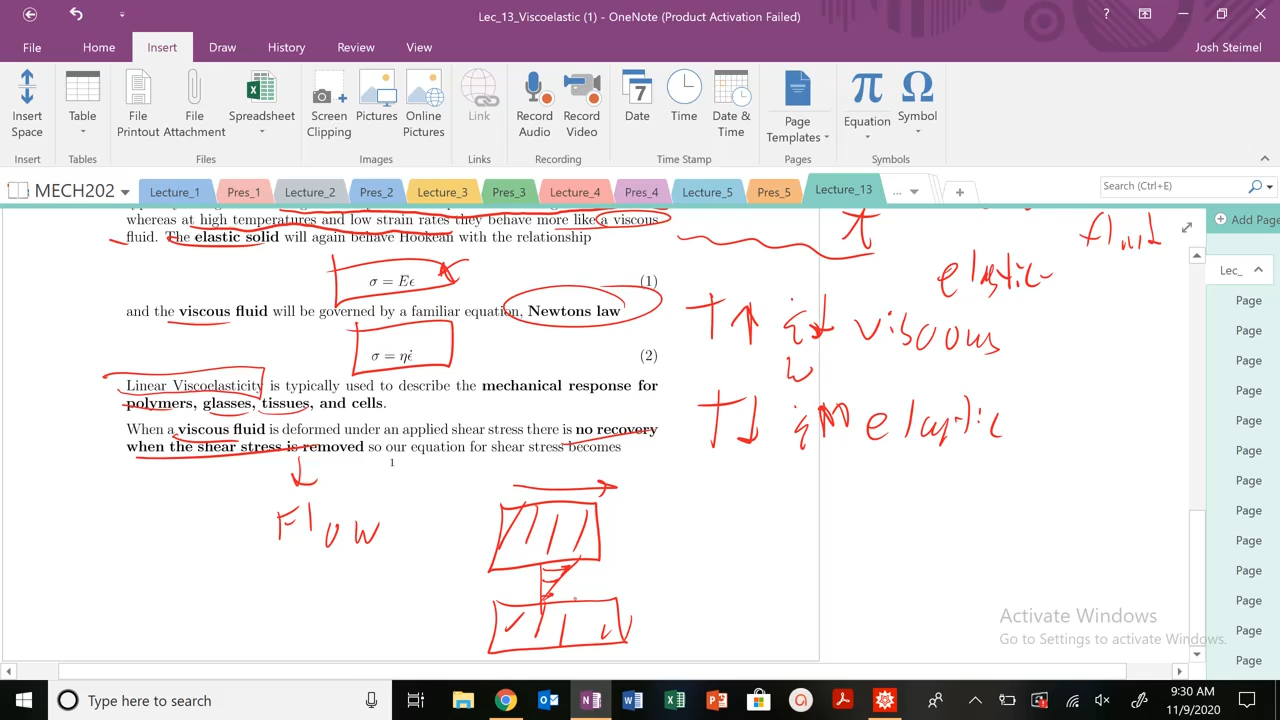 Lec_13_Viscoelastic (1) - OneNote (Product Activation Failed)
File Home Insert Draw History Review View Josh Steimel
Insert Space
Table
File Printout
File Attachment
Spreadsheet
Screen Clipping
Pictures
Online Pictures
Link
Record Audio
Record Video
7
Date
Time
Date & Time
Page Templates
Equation
Symbol
Insert Tables Files Images Links Recording Time Stamp Pages Symbols
MECH202 Lecture_1 Pres_1 Lecture_2 Pres_2 Lecture_3 Pres_3 Lecture_4 Pres_4 Lecture_5 Pres_5 Lecture_13 ... Search (Ctrl+E)
whereas at high temperatures and low strain rates they behave more like a viscous
fluid. The elastic solid will again behave Hookean with the relationship
σ = Eϵ (1)
and the viscous fluid will be governed by a familiar equation, Newtons law
σ = ηϵ̇ (2)
Linear Viscoelasticity is typically used to describe the mechanical response for
polymers, glasses, tissues, and cells.
When a viscous fluid is deformed under an applied shear stress there is no recovery
when the shear stress is removed so our equation for shear stress becomes
1
Flow
fluid
elastic
T↑ ε̇↓ viscous
T↓ ε̇↑ elastic
Add Page
Lec_
Page
Page
Page
Page
Page
Page
Page
Page
Page
Page
Page
Page
Page
Activate Windows
Go to Settings to activate Windows.
Type here to search
9:30 AM
11/9/2020